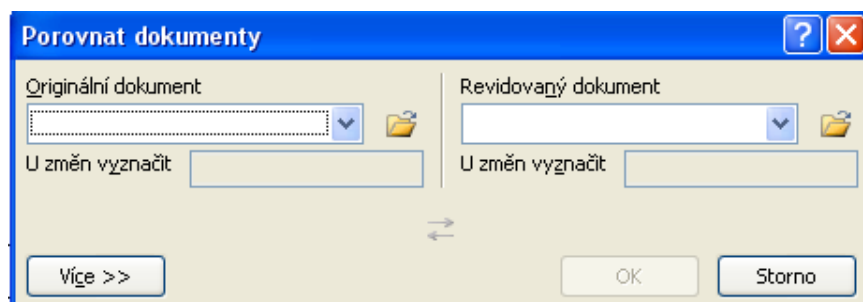 Porovnat dokumenty
Originální dokument
Revidovaný dokument
U změn vyznačit
U změn vyznačit
Více >>
OK
Storno